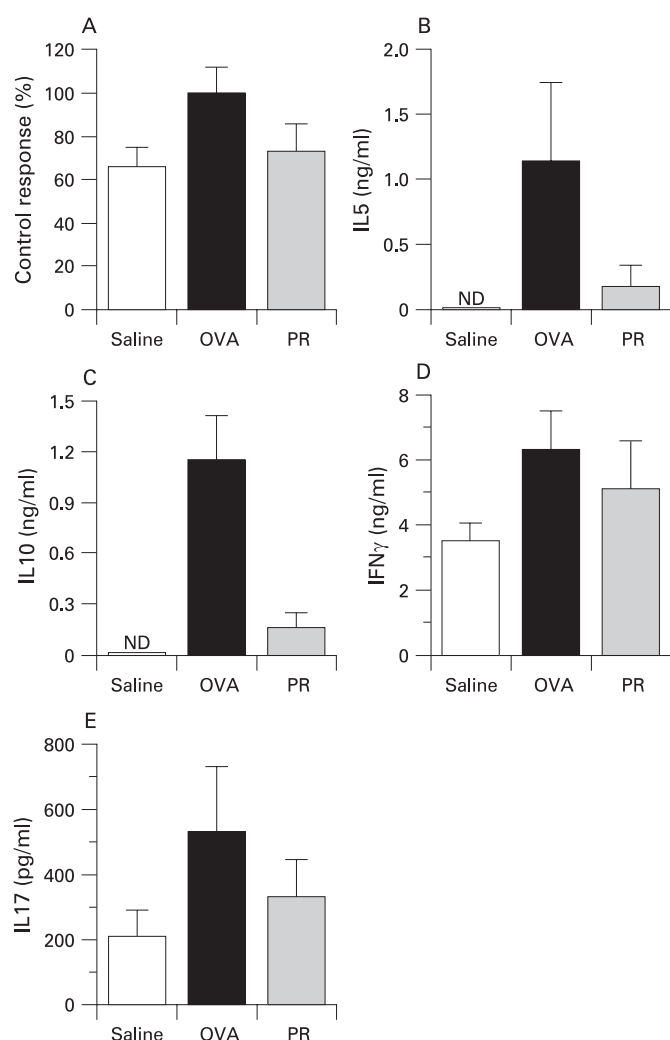 A
Control response (%)
120
100
80
60
40
20
0
Saline OVA PR
B
IL5 (ng/ml)
2.0
1.5
1.0
0.5
0
ND
Saline OVA PR
C
IL10 (ng/ml)
1.5
1.2
0.9
0.6
0.3
0
ND
Saline OVA PR
D
IFNγ (ng/ml)
8
6
4
2
0
Saline OVA PR
E
IL17 (pg/ml)
800
600
400
200
0
Saline OVA PR